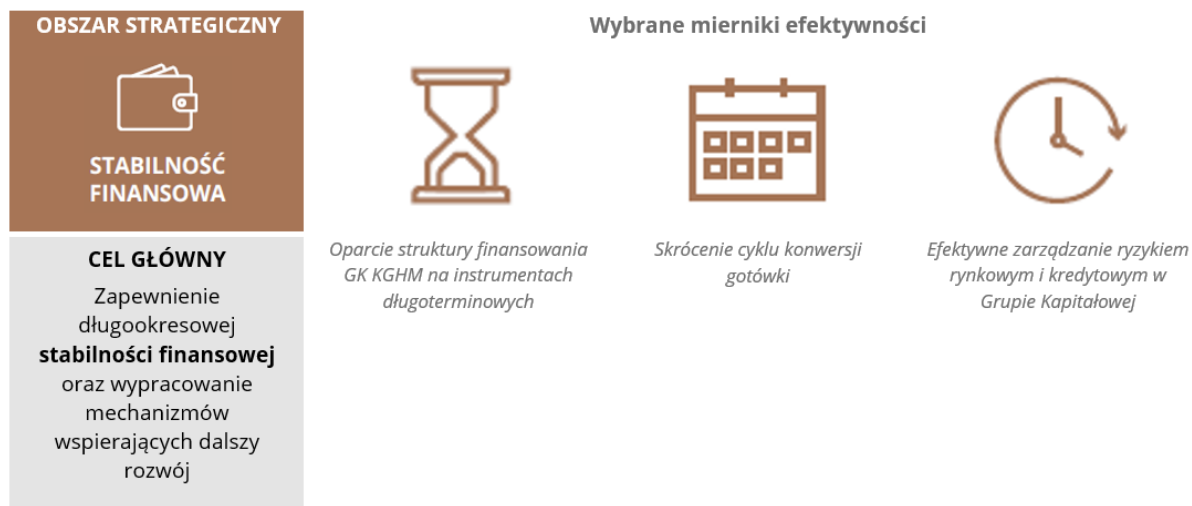 OBSZAR STRATEGICZNY
STABILNOŚĆ
FINANSOWA
CEL GŁÓWNY
Zapewnienie
długookresowej
stabilności finansowej
oraz wypracowanie
mechanizmów
wspierających dalszy
rozwój
Wybrane mierniki efektywności
Oparcie struktury finansowania
GK KGHM na instrumentach
długoterminowych
Skrócenie cyklu konwersji
gotówki
Efektywne zarządzanie ryzykiem
rynkowym i kredytowym w
Grupie Kapitałowej